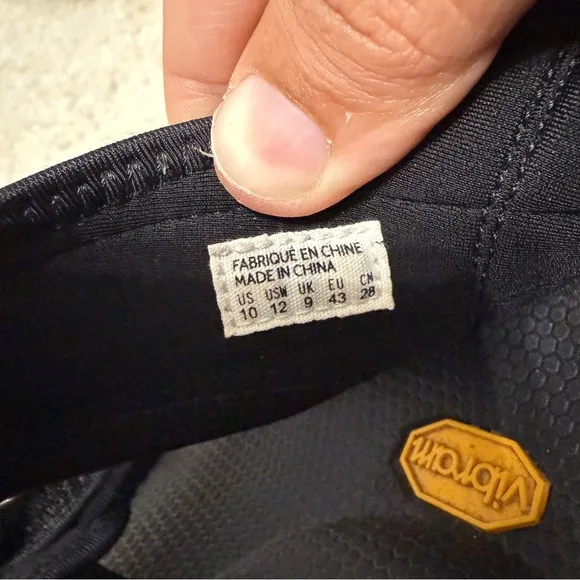 FABRIQUÉ EN CHINE
MADE IN CHINA
US USW UK EU CN
10 12 9 43 28
vibram